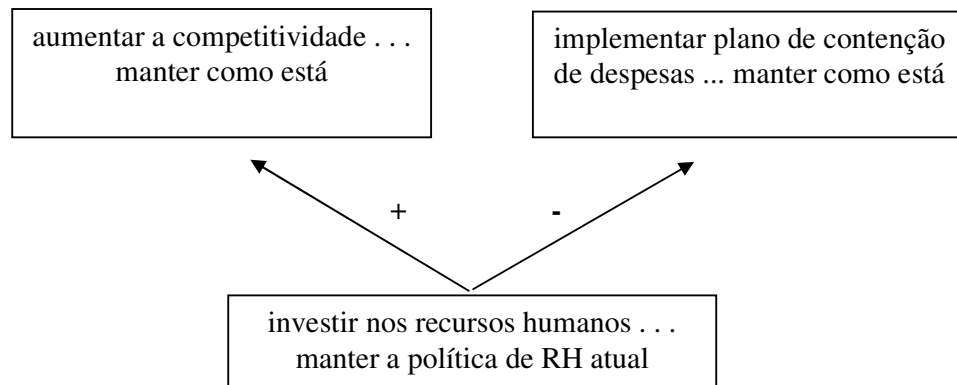 aumentar a competitividade . . .
manter como está
implementar plano de contenção
de despesas ... manter como está
+
-
investir nos recursos humanos . . .
manter a política de RH atual